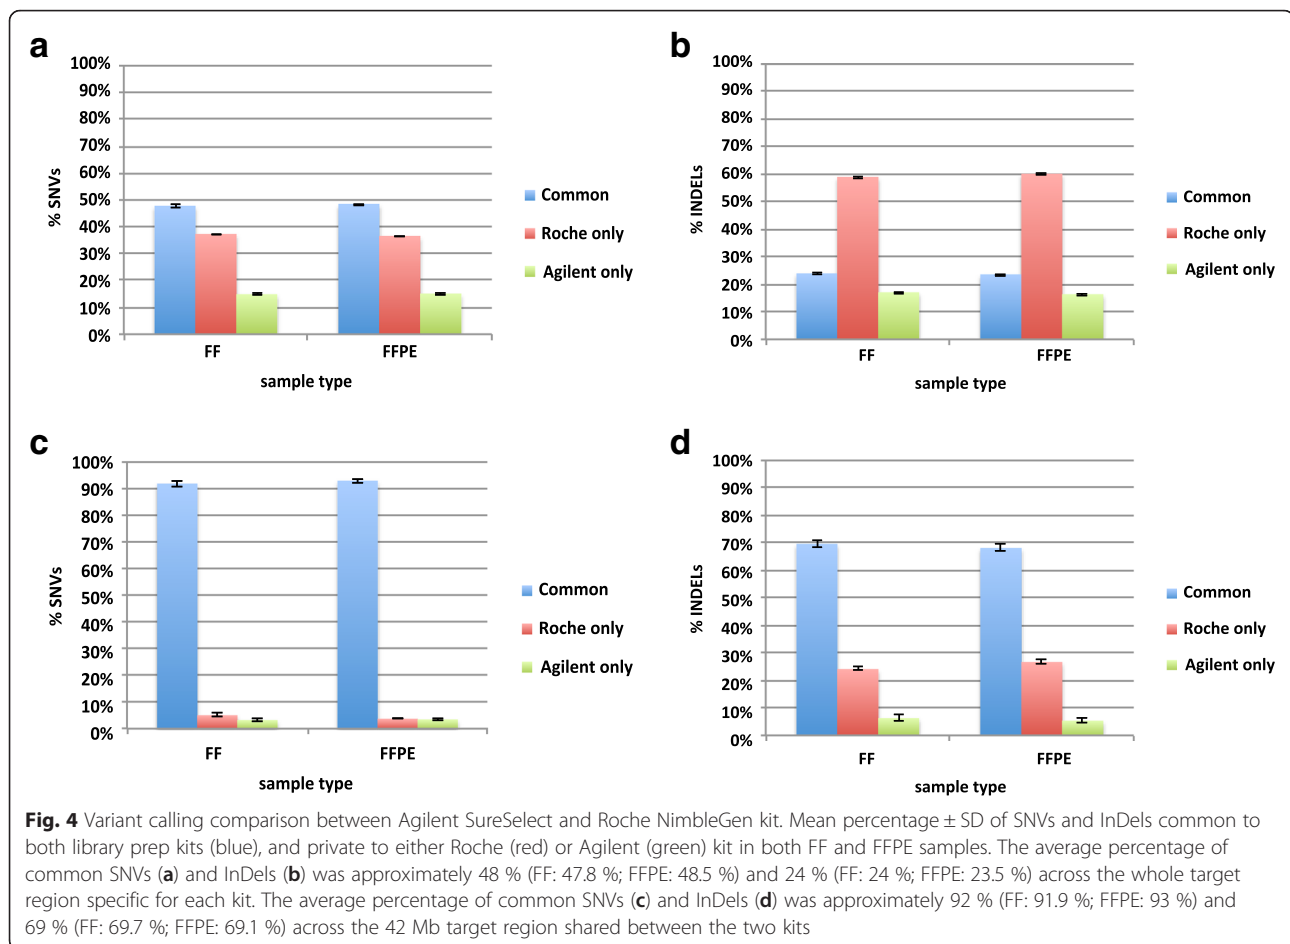 a
100%
90%
80%
70%
60%
50%
40%
30%
20%
10%
0%
% SNVs
FF
FFPE
sample type
Common
Roche only
Agilent only
b
100%
90%
80%
70%
60%
50%
40%
30%
20%
10%
0%
% INDELs
FF
FFPE
sample type
Common
Roche only
Agilent only
c
100%
90%
80%
70%
60%
50%
40%
30%
20%
10%
0%
% SNVs
FF
FFPE
sample type
Common
Roche only
Agilent only
d
100%
90%
80%
70%
60%
50%
40%
30%
20%
10%
0%
% INDELs
FF
FFPE
sample type
Common
Roche only
Agilent only
Fig. 4 Variant calling comparison between Agilent SureSelect and Roche NimbleGen kit. Mean percentage ± SD of SNVs and InDels common to
both library prep kits (blue), and private to either Roche (red) or Agilent (green) kit in both FF and FFPE samples. The average percentage of
common SNVs (a) and InDels (b) was approximately 48 % (FF: 47.8 %; FFPE: 48.5 %) and 24 % (FF: 24 %; FFPE: 23.5 %) across the whole target
region specific for each kit. The average percentage of common SNVs (c) and InDels (d) was approximately 92 % (FF: 91.9 %; FFPE: 93 %) and
69 % (FF: 69.7 %; FFPE: 69.1 %) across the 42 Mb target region shared between the two kits